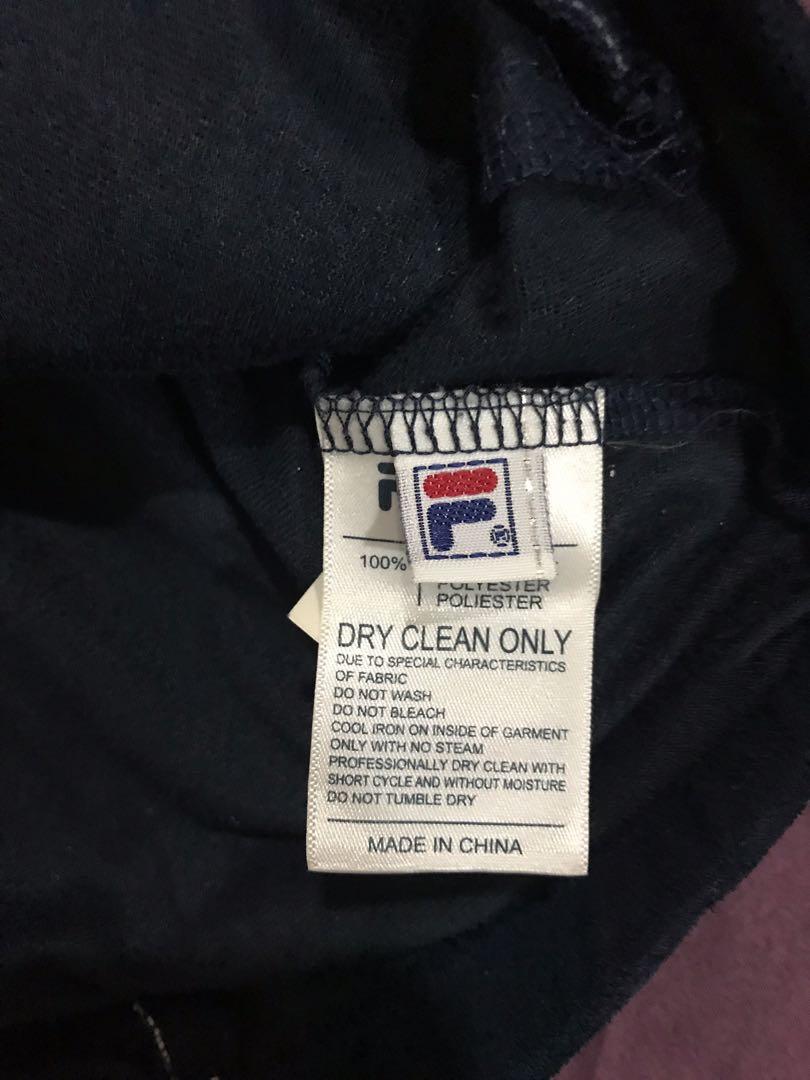 F
100%
POLYESTER
POLIESTER
DRY CLEAN ONLY
DUE TO SPECIAL CHARACTERISTICS
OF FABRIC
DO NOT WASH
DO NOT BLEACH
COOL IRON ON INSIDE OF GARMENT
ONLY WITH NO STEAM
PROFESSIONALLY DRY CLEAN WITH
SHORT CYCLE AND WITHOUT MOISTURE
DO NOT TUMBLE DRY
MADE IN CHINA